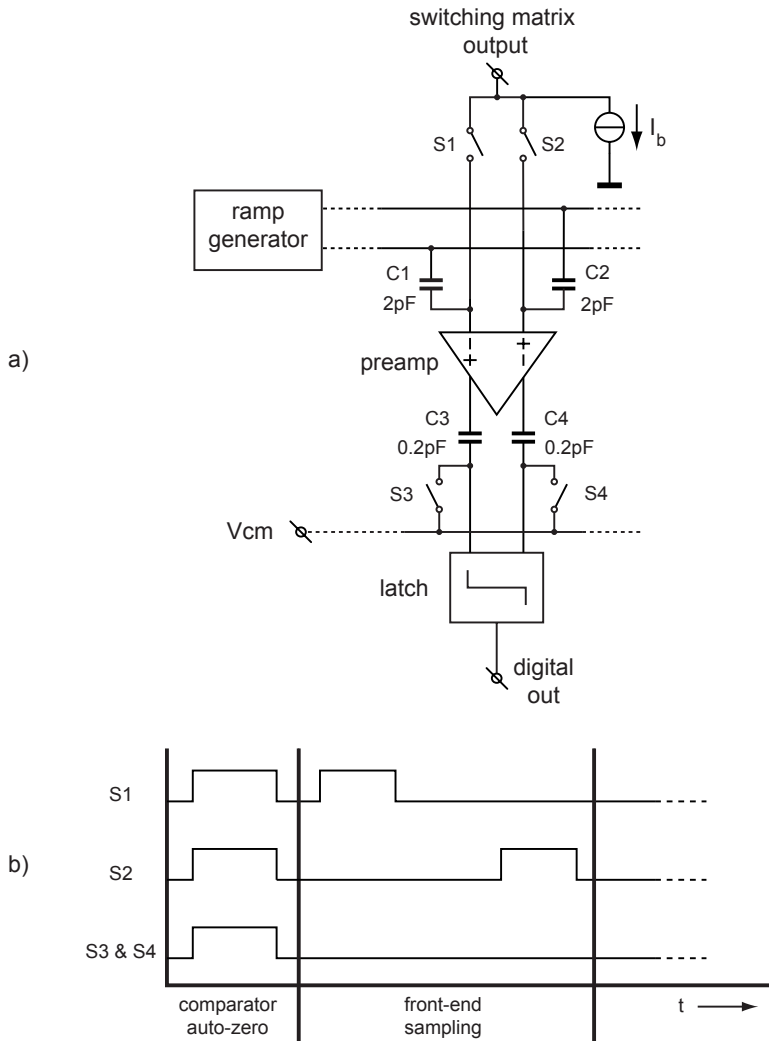 switching matrix
output
S1
S2
I_b
ramp
generator
C1
C2
2pF
2pF
a)
preamp
C3
C4
0.2pF
0.2pF
S3
S4
Vcm
latch
digital
out
S1
b)
S2
S3 & S4
comparator
auto-zero
front-end
sampling
t